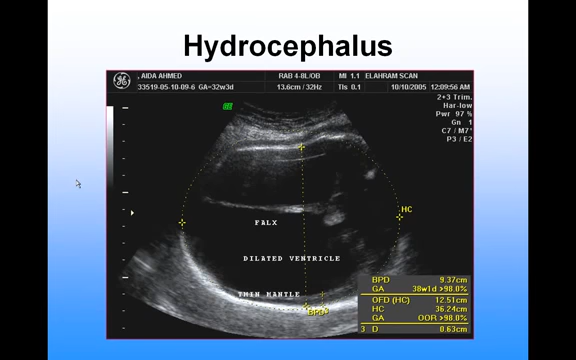 Hydrocephalus
AIDA AHMED RAB 4-8L/OB MI 1.1 ELAHRAM SCAN
33519-05-10-09-6 GA=32w3d 13.6cm / 32Hz TIs 0.1 10/10/2005 12:09:56 AM
2+3 Trim.
Har-low
Pwr 97 %
Gn 1
C7 / M7
P3 / E2
HC
FALX
DILATED VENTRICLE
THIN MANTLE
BPD
BPD 9.37cm
GA 38w1d >98.0%
OFD (HC) 12.51cm
HC 36.24cm
GA OOR >98.0%
3 D 0.63cm